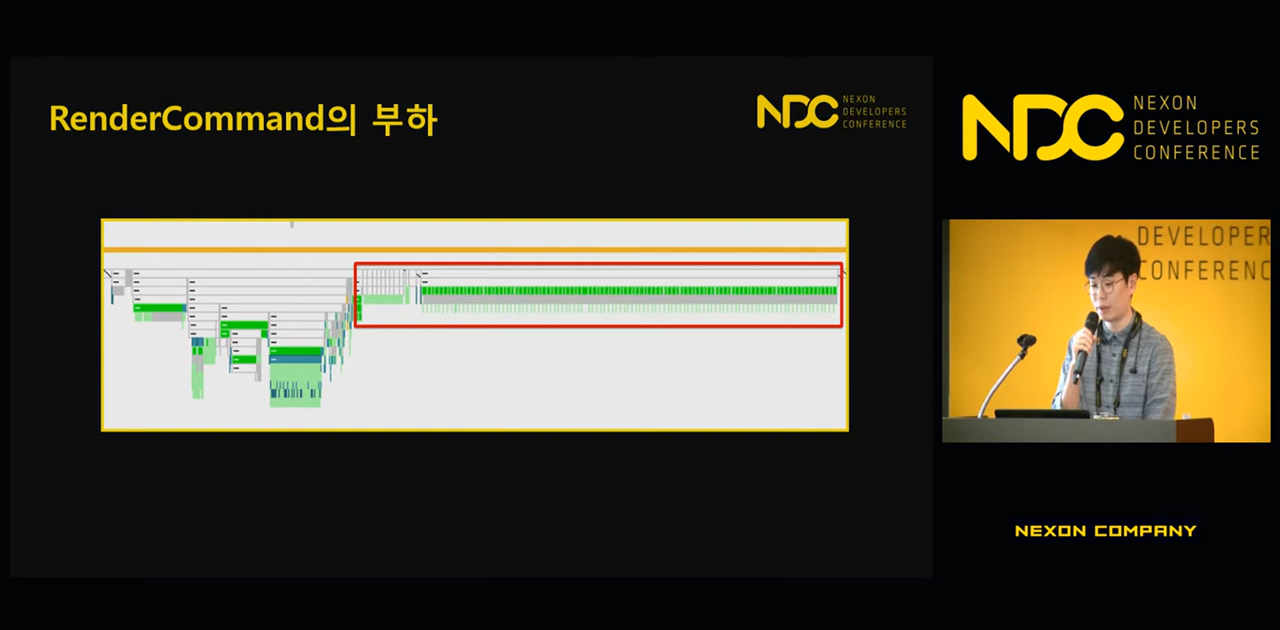 RenderCommand의 부하
NDC NEXON
DEVELOPERS
CONFERENCE
NDC NEXON
DEVELOPERS
CONFERENCE
DEVELOPER
CONFERENC
NEXON COMPANY